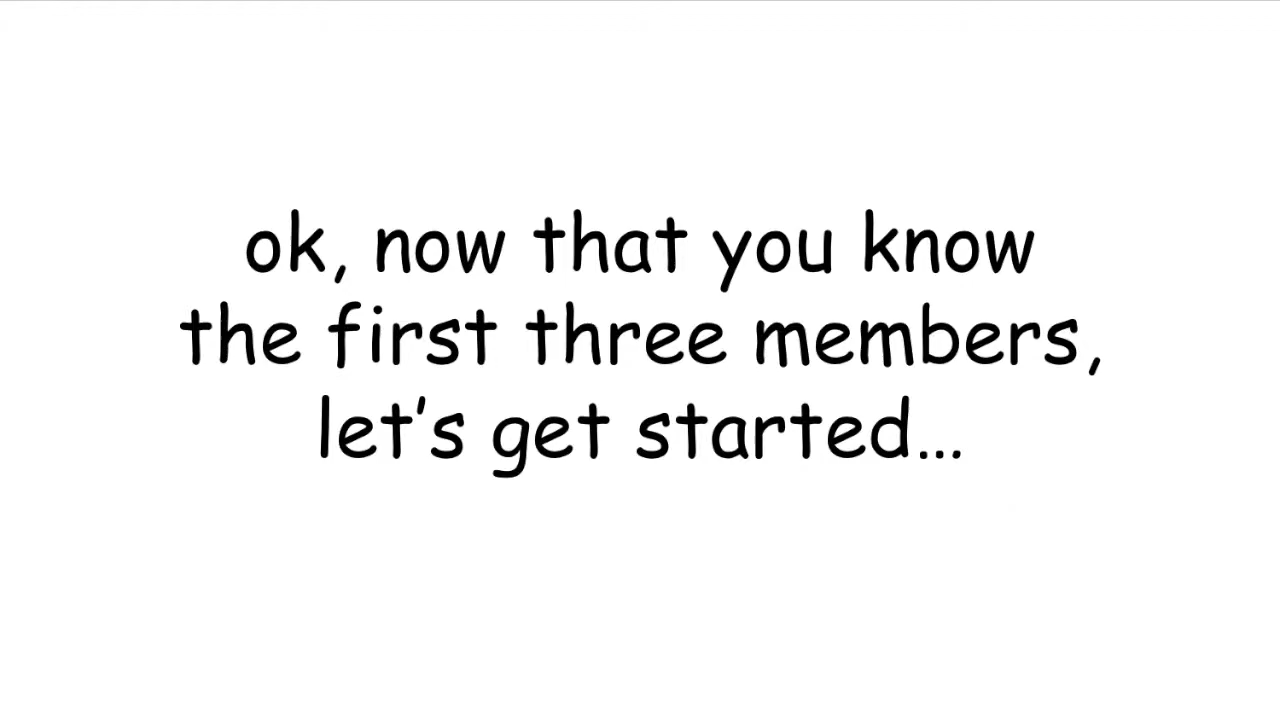 ok, now that you know
the first three members,
let's get started...